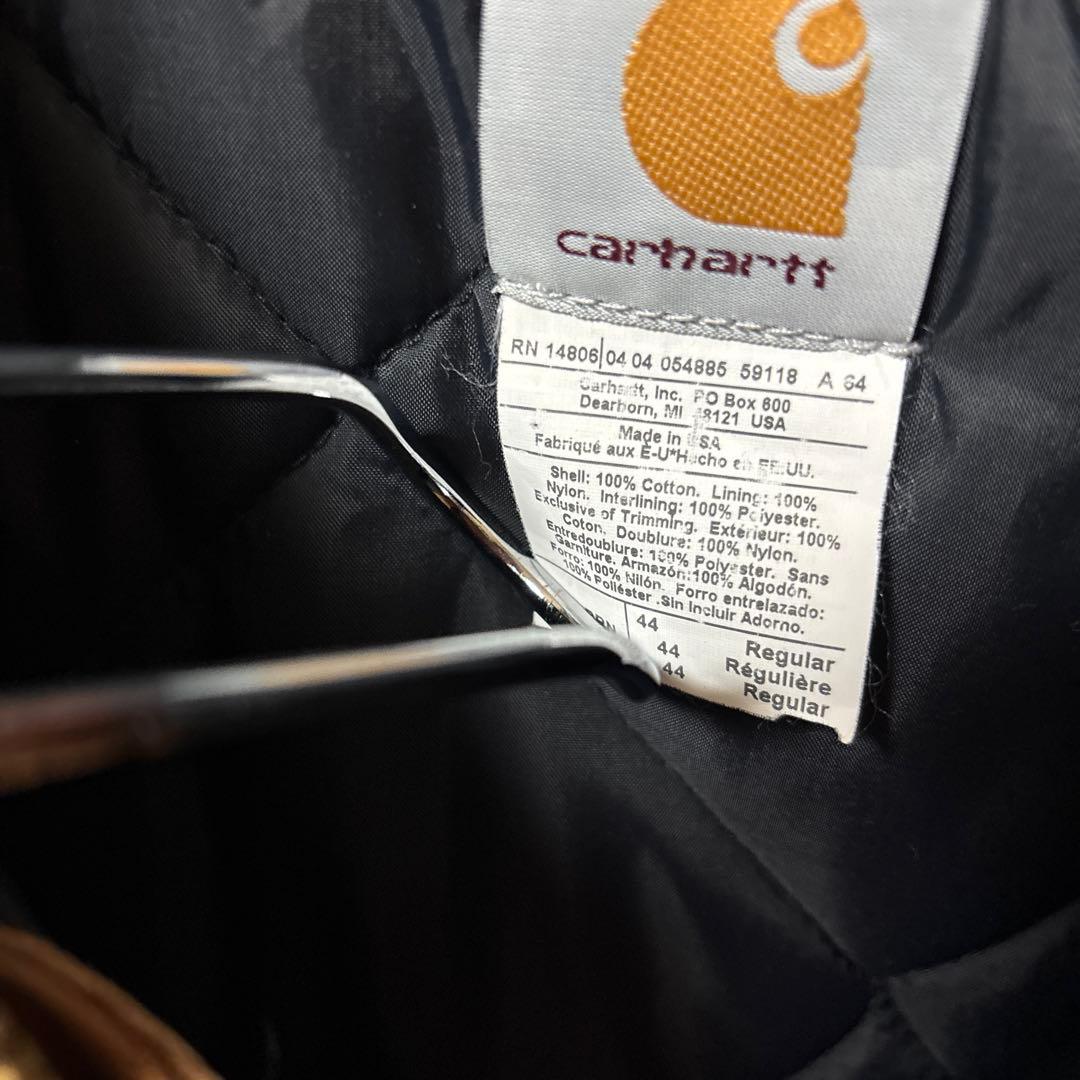 carhartt
RN 14806 04 04 054885 59118 A 64
Carhartt, Inc. PO Box 600
Dearborn, MI 48121 USA
Made in USA
Fabriqué aux É-U*Hecho en EE.UU.
Shell: 100% Cotton. Lining: 100%
Nylon. Interlining: 100% Polyester.
Exclusive of Trimming. Extérieur: 100%
Coton. Doublure: 100% Nylon.
Entredoublure: 100% Polyester. Sans
Garniture. Armazón:100% Algodón.
Forro: 100% Nilón. Forro entrelazado:
100% Poliéster .Sin Incluir Adorno.
44 Regular
44 Régulière
44 Regular